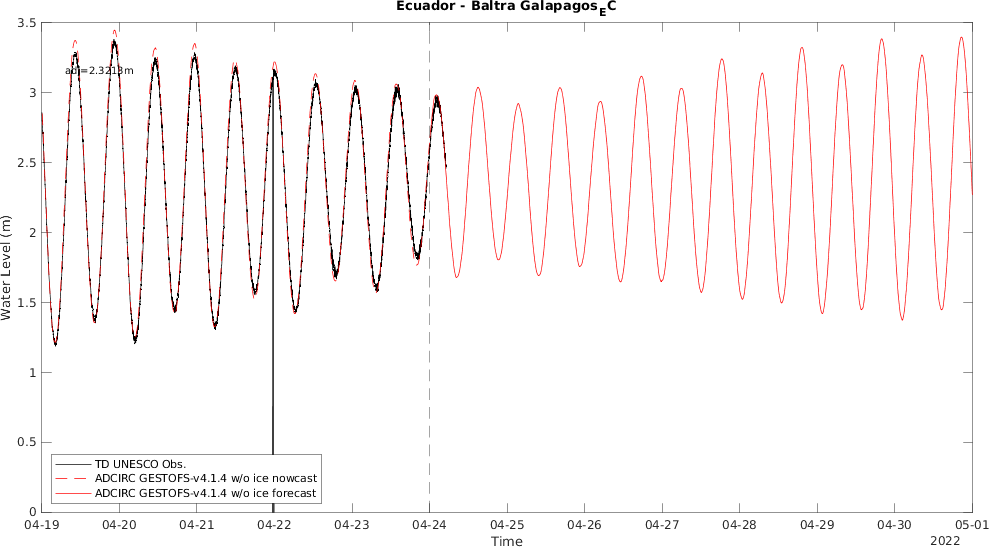 Ecuador - Baltra GalapagosEC
3.5
adj=2.3213m
3
2.5
2
1.5
1
0.5
0
Water Level (m)
TD UNESCO Obs.
ADCIRC GESTOFS-v4.1.4 w/o ice nowcast
ADCIRC GESTOFS-v4.1.4 w/o ice forecast
04-19 04-20 04-21 04-22 04-23 04-24 04-25 04-26 04-27 04-28 04-29 04-30 05-01
Time
2022